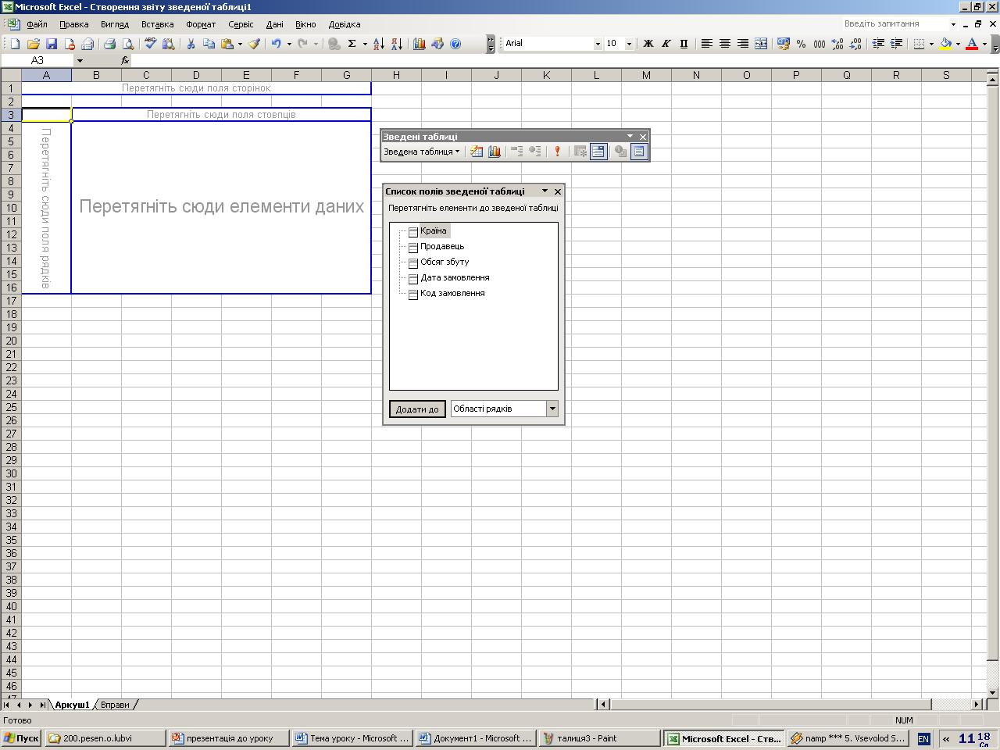 Microsoft Excel - Створення звіту зведеної таблиці1
Файл Правка Вигляд Вставка Формат Сервіс Дані Вікно Довідка Введіть запитання
Arial 10 Ж К П
A3 fx
A B C D E F G H I J K L M N O P Q R S
1 Перетягніть сюди поля сторінок
2
3 Перетягніть сюди поля стовпців
4
5
6
7
8
9
10
11
12
13
14
15
16
Перетягніть сюди поля рядків
Перетягніть сюди елементи даних
Зведені таблиці
Зведена таблиця
Список полів зведеної таблиці
Перетягніть елементи до зведеної таблиці
Країна
Продавець
Обсяг збуту
Дата замовлення
Код замовлення
Додати до Області рядків
17
18
19
20
21
22
23
24
25
26
27
28
29
30
31
32
33
34
35
36
37
38
39
40
41
42
43
44
45
46
47
Аркуш1 Вправи
Готово NUM
Пуск 200.pesen.o.lubvi презентація до уроку Тема уроку - Microsoft ... Документ1 - Microsoft ... талиця3 - Paint Microsoft Excel - Ств... namp *** 5. Vsevolod S... EN « 11 18 Сд